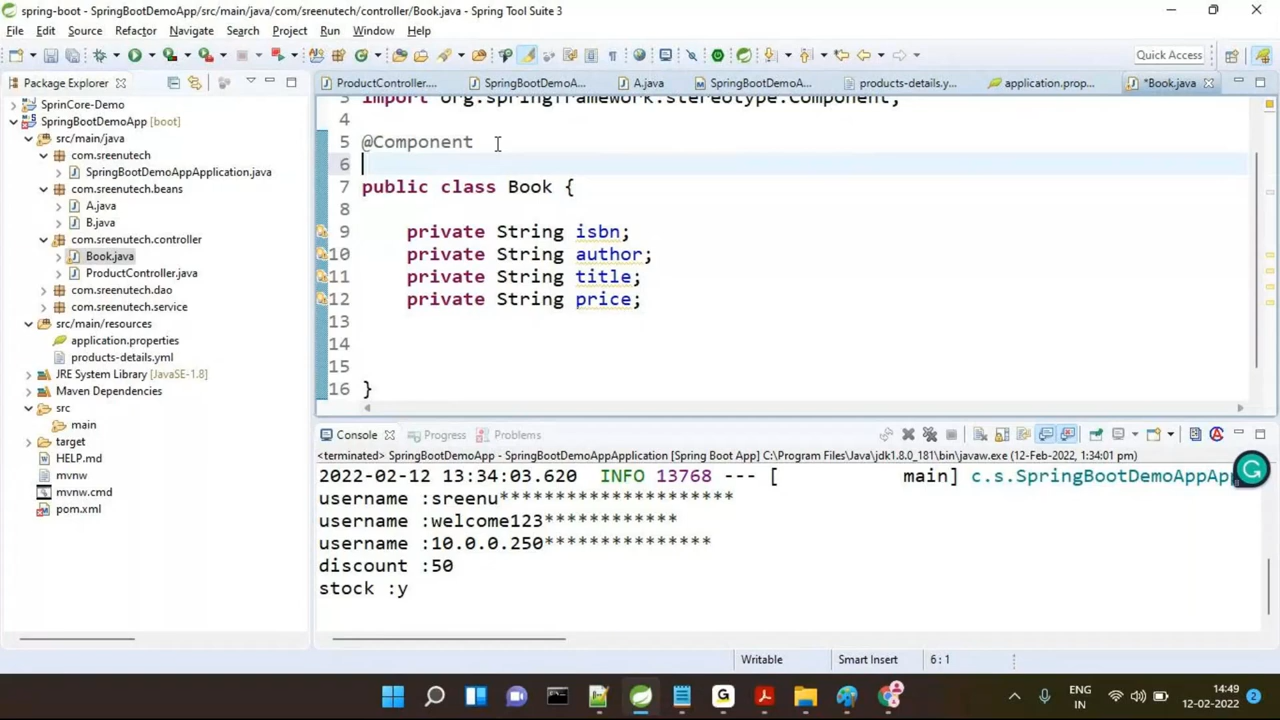 spring-boot - SpringBootDemoApp/src/main/java/com/sreenutech/controller/Book.java - Spring Tool Suite 3
File Edit Source Refactor Navigate Search Project Run Window Help
Quick Access
Package Explorer
SprinCore-Demo
SpringBootDemoApp [boot]
src/main/java
com.sreenutech
SpringBootDemoAppApplication.java
com.sreenutech.beans
A.java
B.java
com.sreenutech.controller
Book.java
ProductController.java
com.sreenutech.dao
com.sreenutech.service
src/main/resources
application.properties
products-details.yml
JRE System Library [JavaSE-1.8]
Maven Dependencies
src
main
target
HELP.md
mvnw
mvnw.cmd
pom.xml
ProductController.... SpringBootDemoA... A.java SpringBootDemoA... products-details.y... application.prop... *Book.java
3 import org.springframework.stereotype.Component;
4
5 @Component
6
7 public class Book {
8
9 private String isbn;
10 private String author;
11 private String title;
12 private String price;
13
14
15
16 }
Console Progress Problems
<terminated> SpringBootDemoApp - SpringBootDemoAppApplication [Spring Boot App] C:\Program Files\Java\jdk1.8.0_181\bin\javaw.exe (12-Feb-2022, 1:34:01 pm)
2022-02-12 13:34:03.620 INFO 13768 --- [ main] c.s.SpringBootDemoAppApp
username :sreenu*********************
username :welcome123************
username :10.0.0.250***************
discount :50
stock :y
Writable Smart Insert 6 : 1
ENG
IN
14:49
12-02-2022
2